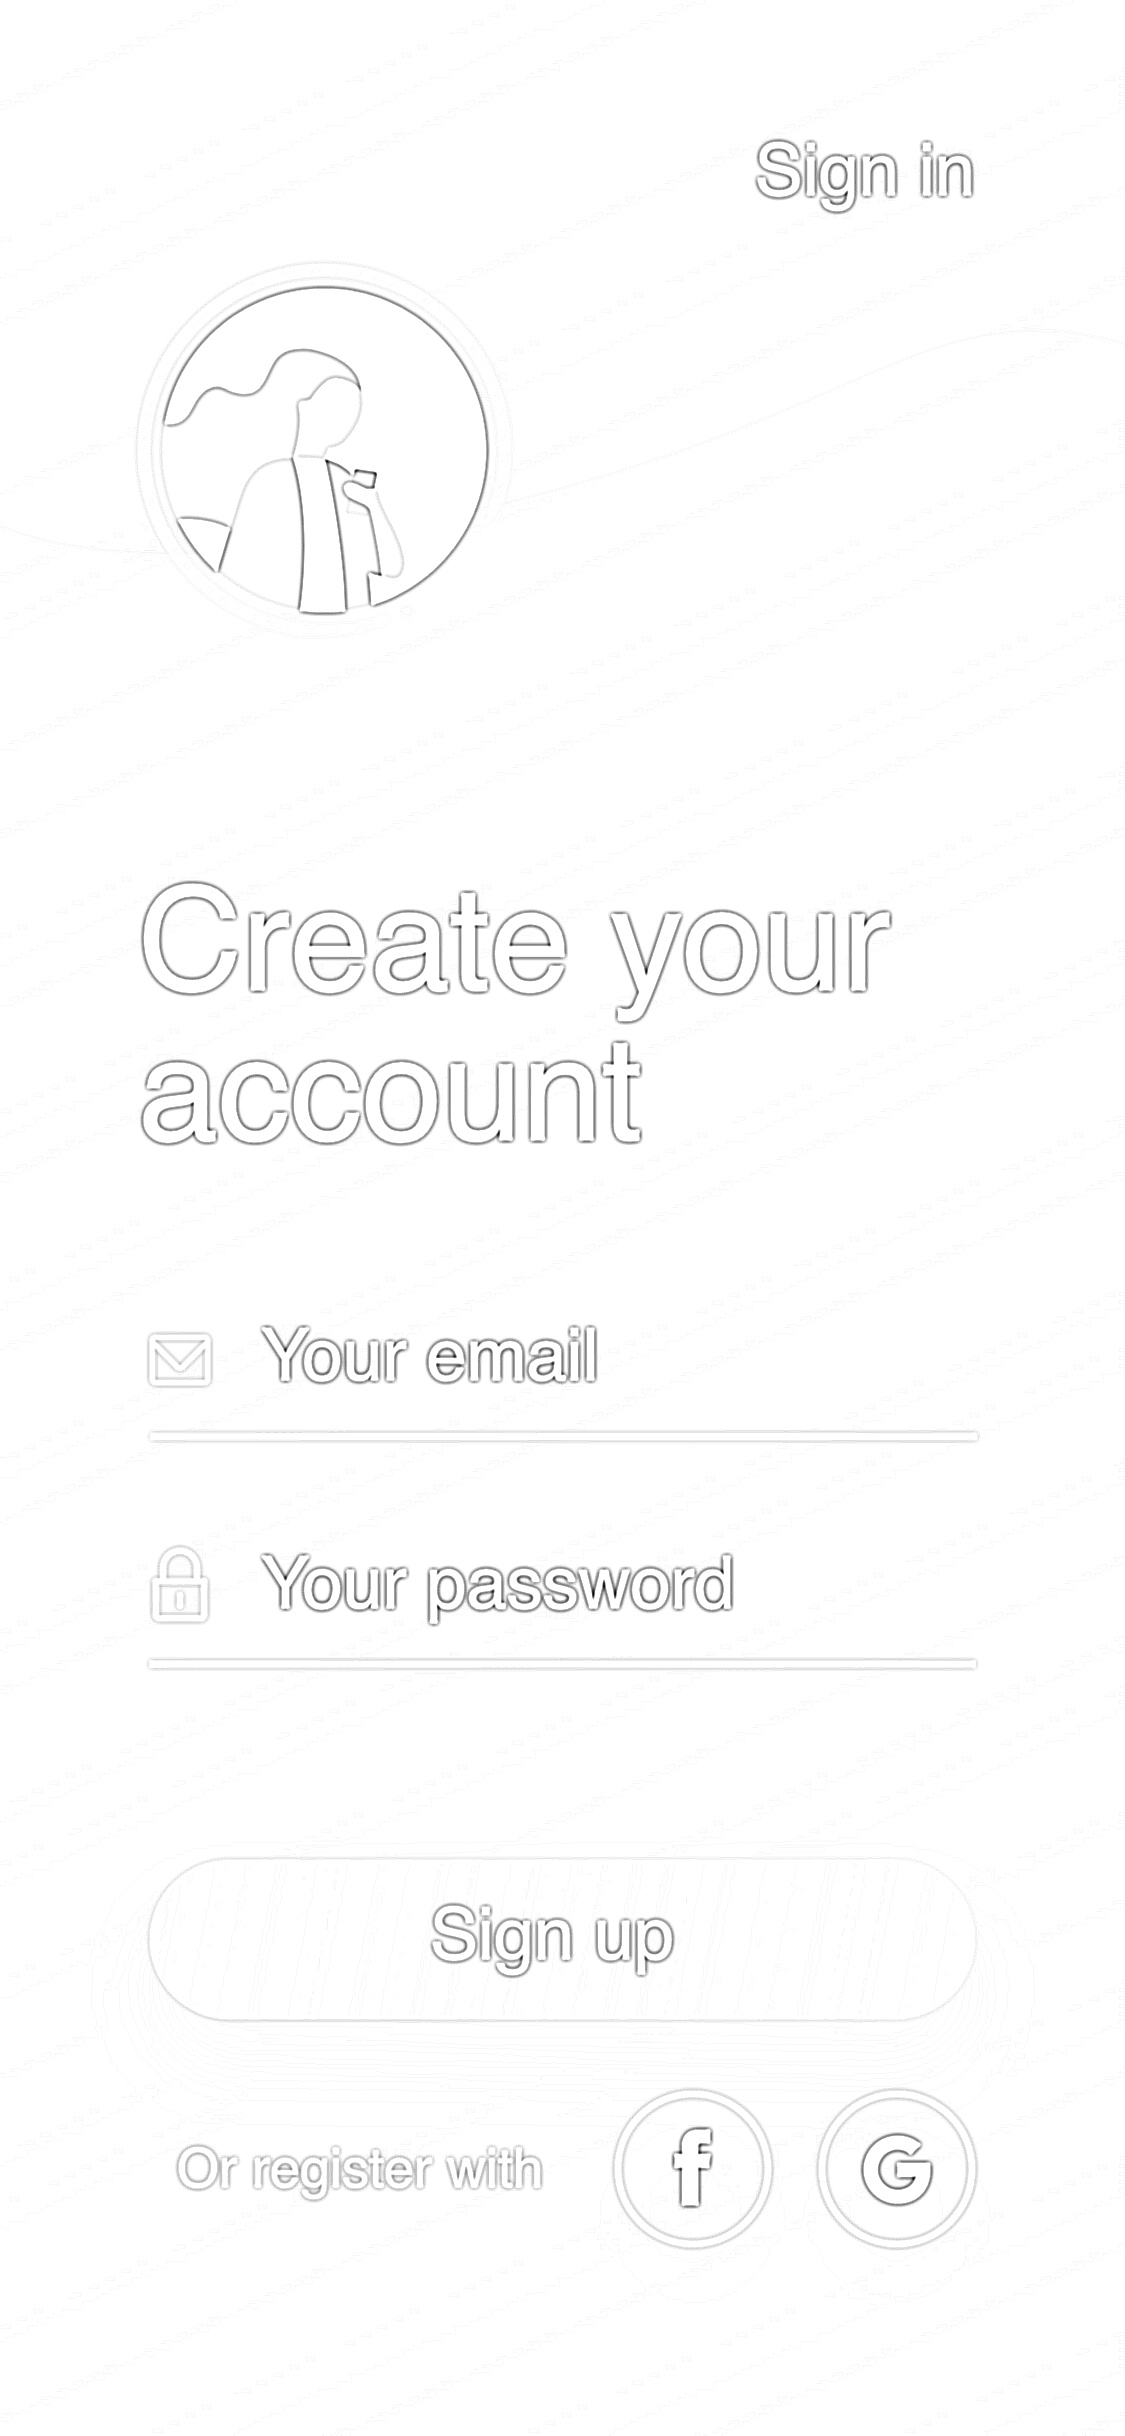 Sign in
Create your
account
Your email
Your password
Sign up
Or register with
f G